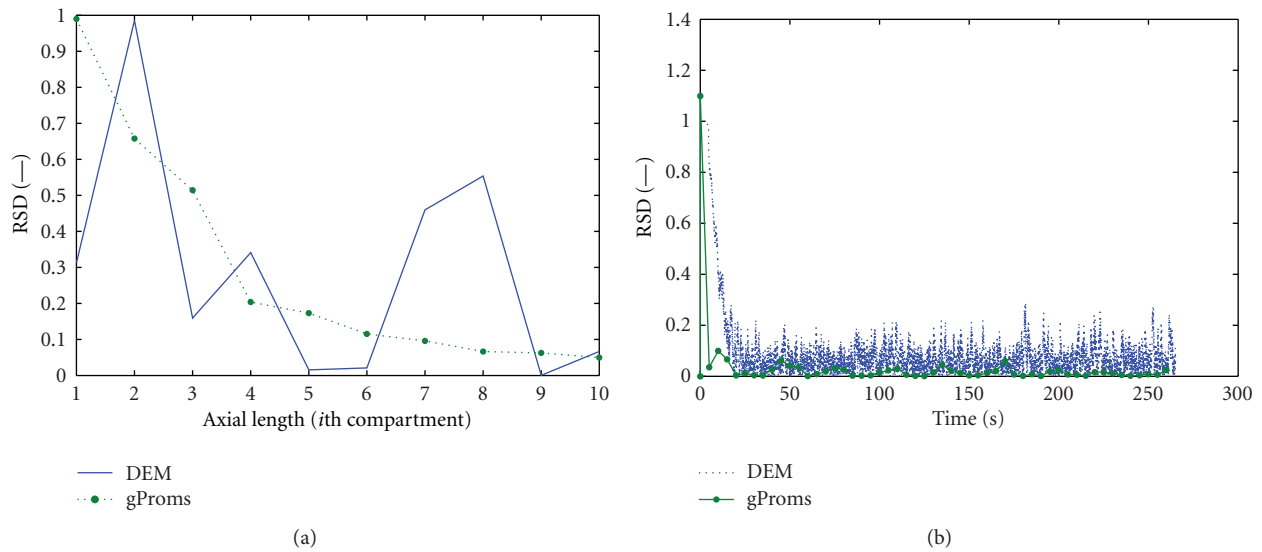 1
0.9
0.8
0.7
0.6
0.5
0.4
0.3
0.2
0.1
0
RSD (—)
1 2 3 4 5 6 7 8 9 10
Axial length (ith compartment)
DEM
gProms
(a)
1.4
1.2
1
0.8
0.6
0.4
0.2
0
RSD (—)
0 50 100 150 200 250 300
Time (s)
DEM
gProms
(b)